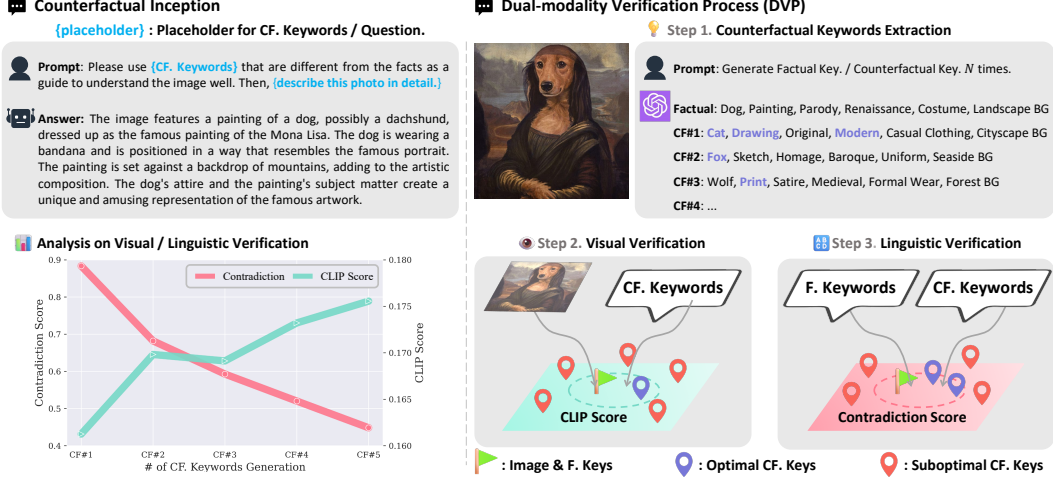 Counterfactual Inception
{placeholder} : Placeholder for CF. Keywords / Question.
Prompt: Please use {CF. Keywords} that are different from the facts as a
guide to understand the image well. Then, {describe this photo in detail.}
Answer: The image features a painting of a dog, possibly a dachshund,
dressed up as the famous painting of the Mona Lisa. The dog is wearing a
bandana and is positioned in a way that resembles the famous portrait.
The painting is set against a backdrop of mountains, adding to the artistic
composition. The dog's attire and the painting's subject matter create a
unique and amusing representation of the famous artwork.
Analysis on Visual / Linguistic Verification
Contradiction
CLIP Score
Contradiction Score
0.9
0.8
0.7
0.6
0.5
0.4
CLIP Score
0.180
0.175
0.170
0.165
0.160
CF#1 CF#2 CF#3 CF#4 CF#5
# of CF. Keywords Generation
Dual-modality Verification Process (DVP)
Step 1. Counterfactual Keywords Extraction
Prompt: Generate Factual Key. / Counterfactual Key. N times.
Factual: Dog, Painting, Parody, Renaissance, Costume, Landscape BG
CF#1: Cat, Drawing, Original, Modern, Casual Clothing, Cityscape BG
CF#2: Fox, Sketch, Homage, Baroque, Uniform, Seaside BG
CF#3: Wolf, Print, Satire, Medieval, Formal Wear, Forest BG
CF#4: ...
Step 2. Visual Verification
CF. Keywords
CLIP Score
ABCD
Step 3. Linguistic Verification
F. Keywords
CF. Keywords
Contradiction Score
: Image & F. Keys
: Optimal CF. Keys
: Suboptimal CF. Keys